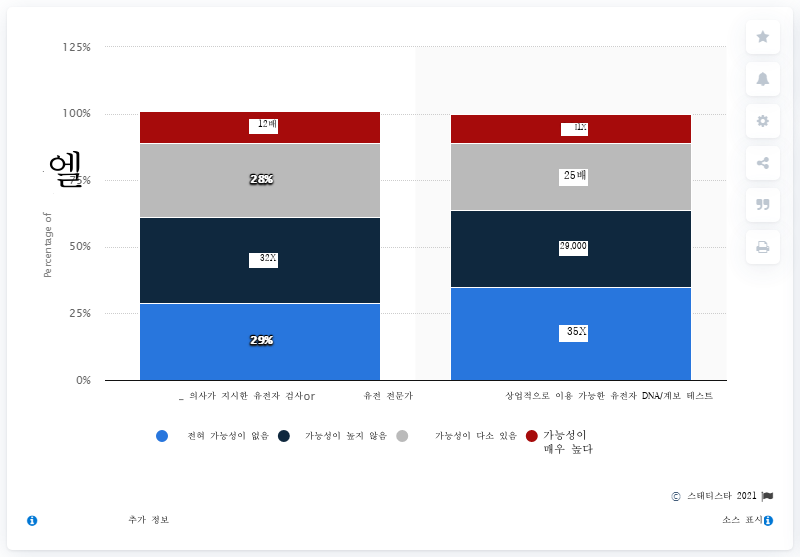 125%
100%
75%
50%
25%
0%
엘
Percentage of
12배
28%
32X
29%
11X
25배
29,000
35X
_ 의사가 지시한 유전자 검사or 유전 전문가
상업적으로 이용 가능한 유전자 DNA/계보 테스트
전혀 가능성이 없음
가능성이 높지 않음
가능성이 다소 있음
가능성이
매우 높다
© 스태티스타 2021
추가 정보
소스 표시